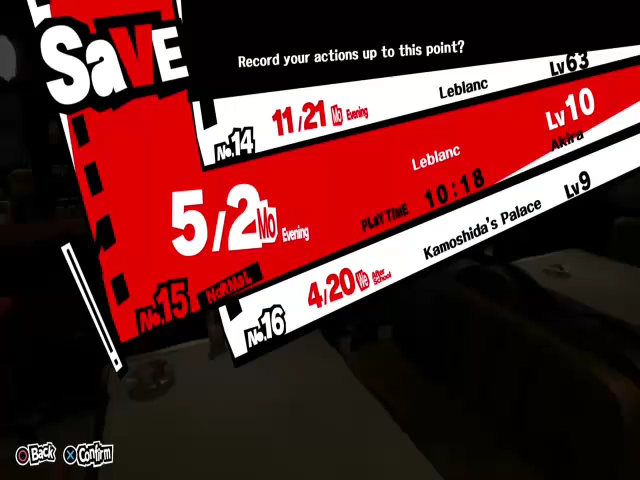 SaVE
Record your actions up to this point?
No.14 11/21 Mo Evening Leblanc Lv63
No.15 NORMAL 5/2 Mo Evening Leblanc PLAY TIME 10:18 Lv10 Akira
No.16 4/20 We After School Kamoshida's Palace Lv9
Back Confirm